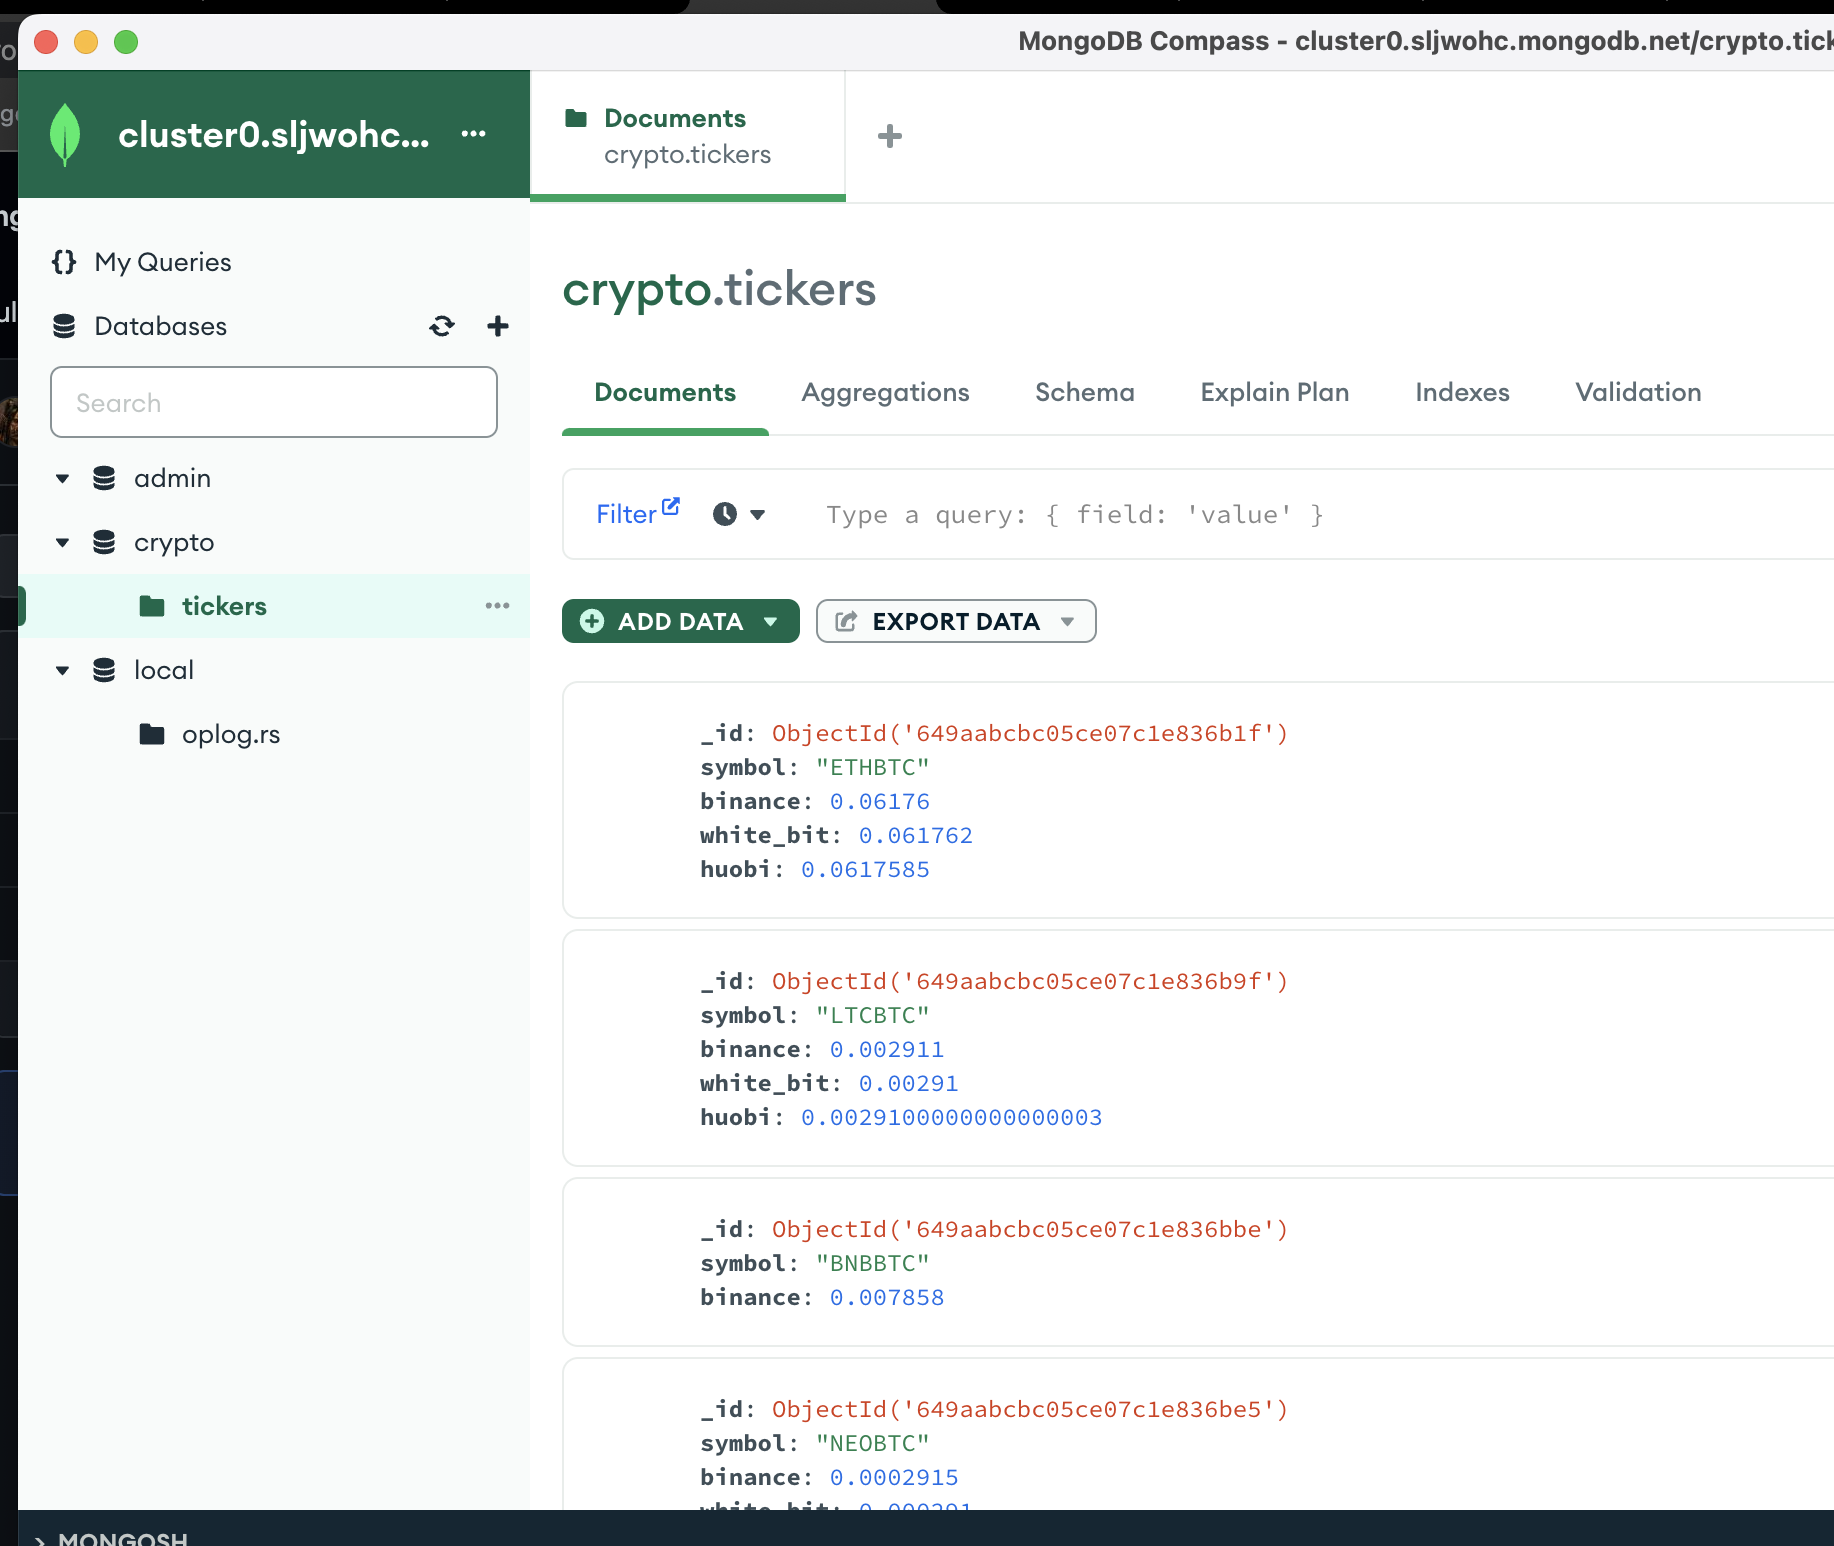 MongoDB Compass - cluster0.sljwohc.mongodb.net/crypto.tick
cluster0.sljwohc...
Documents
crypto.tickers
My Queries
Databases
Search
admin
crypto
tickers
local
oplog.rs
crypto.tickers
Documents
Aggregations
Schema
Explain Plan
Indexes
Validation
Filter
Type a query: { field: 'value' }
ADD DATA
EXPORT DATA
_id: ObjectId('649aabcbc05ce07c1e836b1f')
symbol: "ETHBTC"
binance: 0.06176
white_bit: 0.061762
huobi: 0.0617585
_id: ObjectId('649aabcbc05ce07c1e836b9f')
symbol: "LTCBTC"
binance: 0.002911
white_bit: 0.00291
huobi: 0.0029100000000000003
_id: ObjectId('649aabcbc05ce07c1e836bbe')
symbol: "BNBBTC"
binance: 0.007858
_id: ObjectId('649aabcbc05ce07c1e836be5')
symbol: "NEOBTC"
binance: 0.0002915
white_bit: 0.000291
> MONGOSH